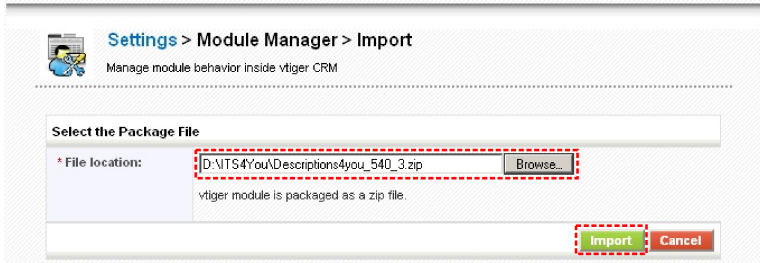 Settings > Module Manager > Import
Manage module behavior inside vtiger CRM
Select the Package File
* File location:
D:\ITS4You\Descriptions4you_540_3.zip Browse...
vtiger module is packaged as a zip file.
Import Cancel